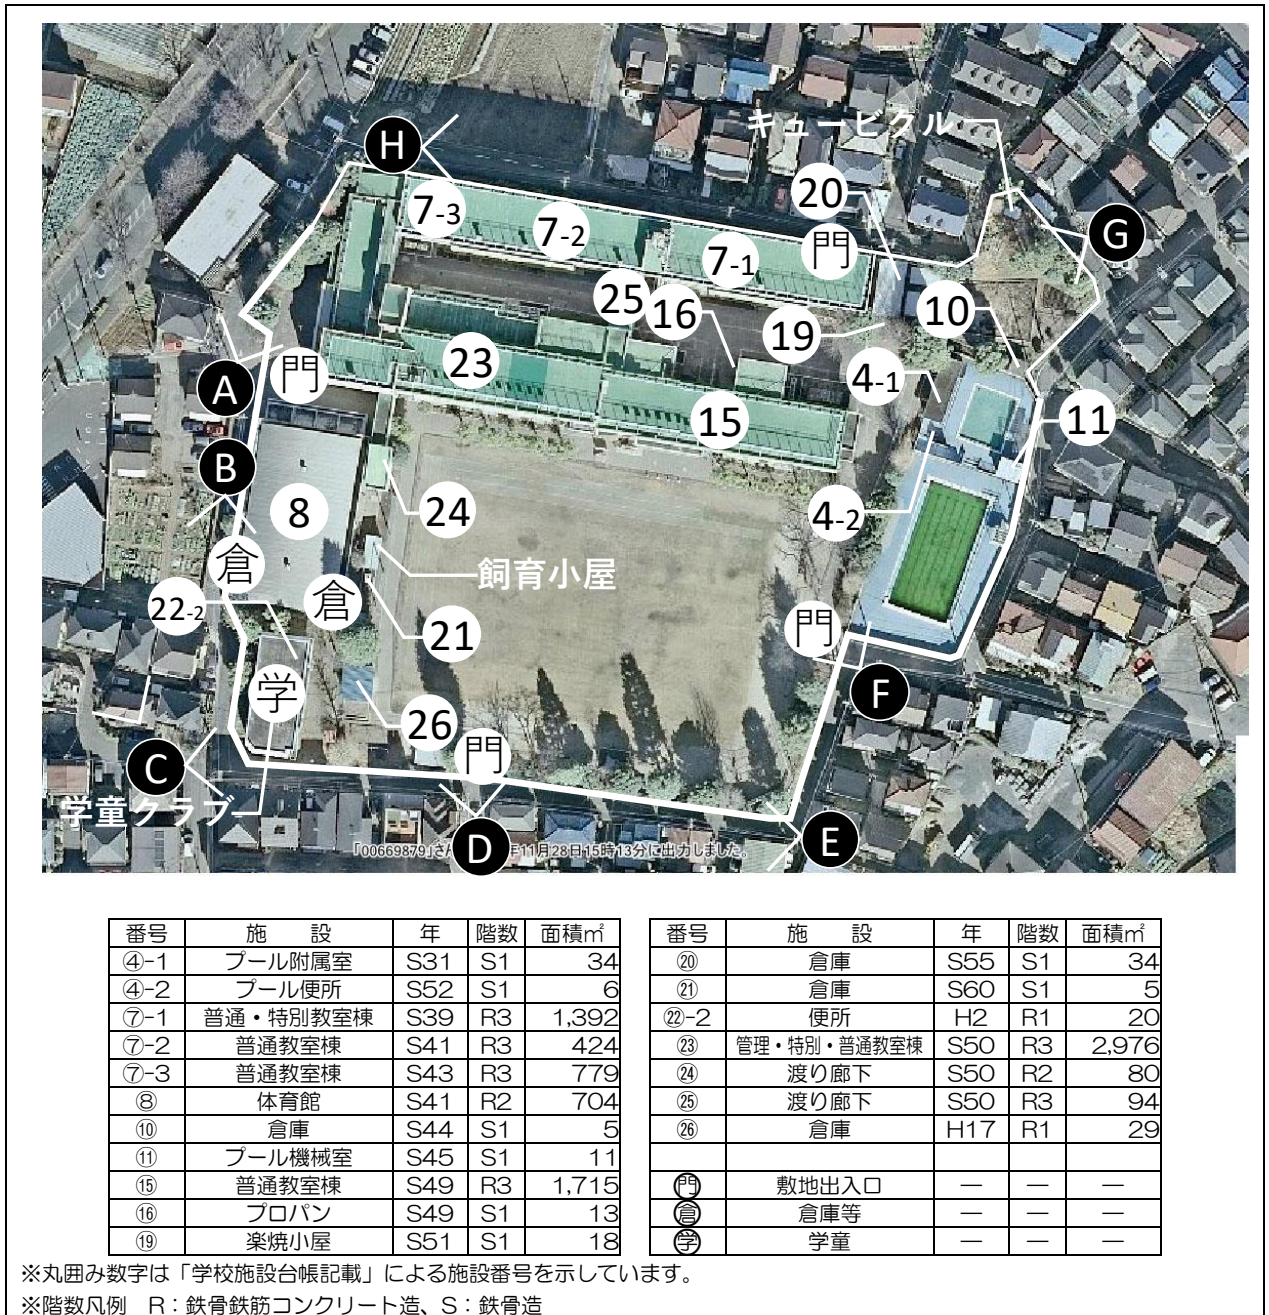 H
キュービクル
7-3
20
7-2
G
7-1
門
25
16
10
19
門
23
4-1
A
15
11
B
8
24
4-2
倉
飼育小屋
倉
22-2
21
門
学
F
26
門
C
学童クラブ
E
D
「00669879」さ
年11月28日15時13分に出力しました。
番号 施　設 年 階数 面積㎡
④-1 プール附属室 S31 S1 34
④-2 プール便所 S52 S1 6
⑦-1 普通・特別教室棟 S39 R3 1,392
⑦-2 普通教室棟 S41 R3 424
⑦-3 普通教室棟 S43 R3 779
⑧ 体育館 S41 R2 704
⑩ 倉庫 S44 S1 5
⑪ プール機械室 S45 S1 11
⑮ 普通教室棟 S49 R3 1,715
⑯ プロパン S49 S1 13
⑲ 楽焼小屋 S51 S1 18
番号 施　設 年 階数 面積㎡
⑳ 倉庫 S55 S1 34
㉑ 倉庫 S60 S1 5
㉒-2 便所 H2 R1 20
㉓ 管理・特別・普通教室棟 S50 R3 2,976
㉔ 渡り廊下 S50 R2 80
㉕ 渡り廊下 S50 R3 94
㉖ 倉庫 H17 R1 29
門 敷地出入口 — — —
倉 倉庫等 — — —
学 学童 — — —
※丸囲み数字は「学校施設台帳記載」による施設番号を示しています。
※階数凡例　R：鉄骨鉄筋コンクリート造、S：鉄骨造